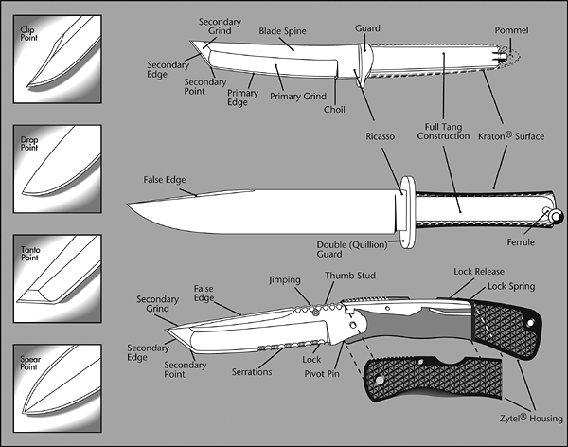 Clip
Point
Drop
Point
Tanto
Point
Spear
Point
Secondary
Grind
Blade Spine
Guard
Pommel
Secondary
Edge
Secondary
Point
Primary
Edge
Primary Grind
Choil
Ricasso
Full Tang
Construction
Kraton® Surface
False Edge
Double (Quillion)
Guard
Ferrule
Jimping
Thumb Stud
Lock Release
Lock Spring
False
Edge
Secondary
Grind
Secondary
Edge
Secondary
Point
Serrations
Lock
Pivot Pin
Zytel® Housing